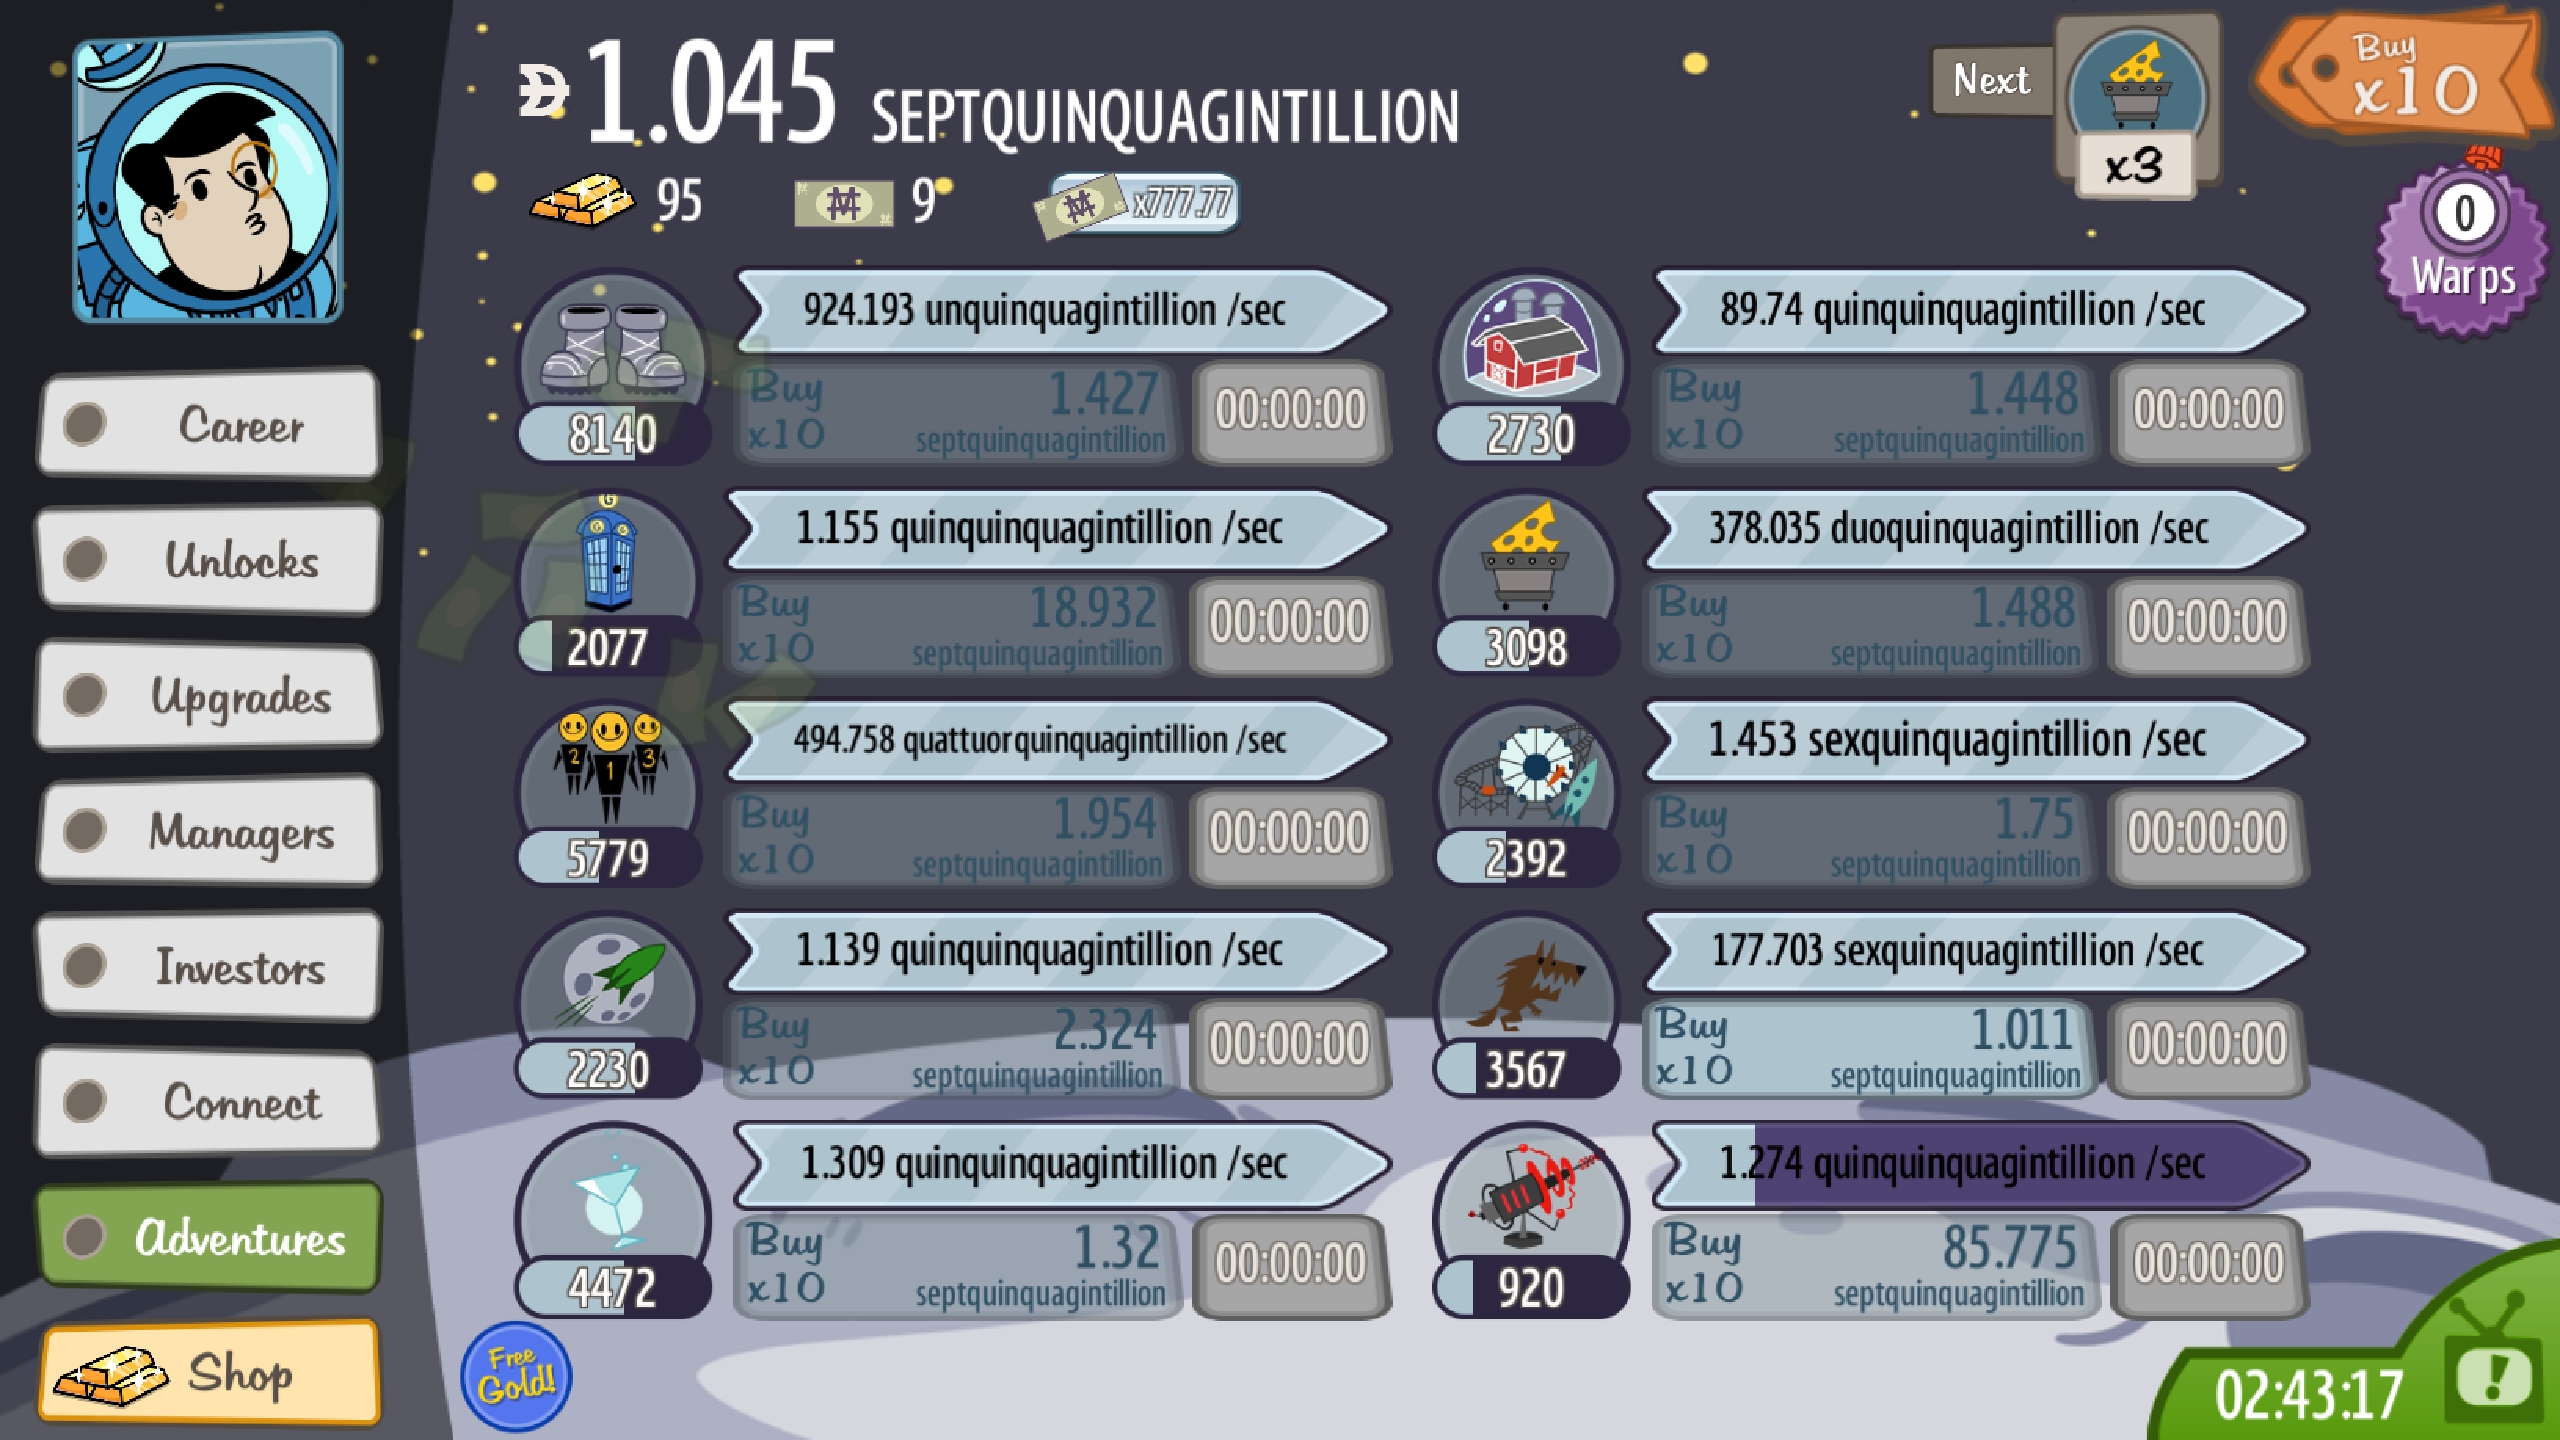 1.045 SEPTQUINQUAGINTILLION
95
9
x777.77
Next
x3
Buy
x10
0
Warps
Career
Unlocks
Upgrades
Managers
Investors
Connect
Adventures
Shop
924.193 unquinquagintillion /sec
Buy 1.427
x10 septquinquagintillion
00:00:00
8140
89.74 quinquinquagintillion /sec
Buy 1.448
x10 septquinquagintillion
00:00:00
2730
G
1.155 quinquinquagintillion /sec
Buy 18.932
x10 septquinquagintillion
00:00:00
2077
378.035 duoquinquagintillion /sec
Buy 1.488
x10 septquinquagintillion
00:00:00
3098
2 1 3
494.758 quattuorquinquagintillion /sec
Buy 1.954
x10 septquinquagintillion
00:00:00
5779
1.453 sexquinquagintillion /sec
Buy 1.75
x10 septquinquagintillion
00:00:00
2392
1.139 quinquinquagintillion /sec
Buy 2.324
x10 septquinquagintillion
00:00:00
2230
177.703 sexquinquagintillion /sec
Buy 1.011
x10 septquinquagintillion
00:00:00
3567
1.309 quinquinquagintillion /sec
Buy 1.32
x10 septquinquagintillion
00:00:00
4472
1.274 quinquinquagintillion /sec
Buy 85.775
x10 septquinquagintillion
00:00:00
920
Free
Gold!
02:43:17
!